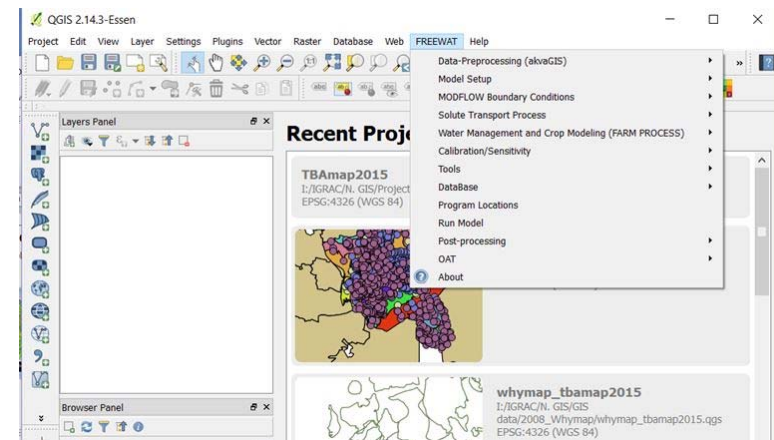 QGIS 2.14.3-Essen
Project Edit View Layer Settings Plugins Vector Raster Database Web FREEWAT Help
Data-Preprocessing (akvaGIS)
Model Setup
MODFLOW Boundary Conditions
Solute Transport Process
Water Management and Crop Modeling (FARM PROCESS)
Calibration/Sensitivity
Tools
DataBase
Program Locations
Run Model
Post-processing
OAT
About
Layers Panel
Recent Proj
TBAmap2015
I:/IGRAC/N. GIS/Project
EPSG:4326 (WGS 84)
whymap_tbamap2015
I:/IGRAC/N. GIS/GIS
data/2008_Whymap/whymap_tbamap2015.qgs
EPSG:4326 (WGS 84)
Browser Panel